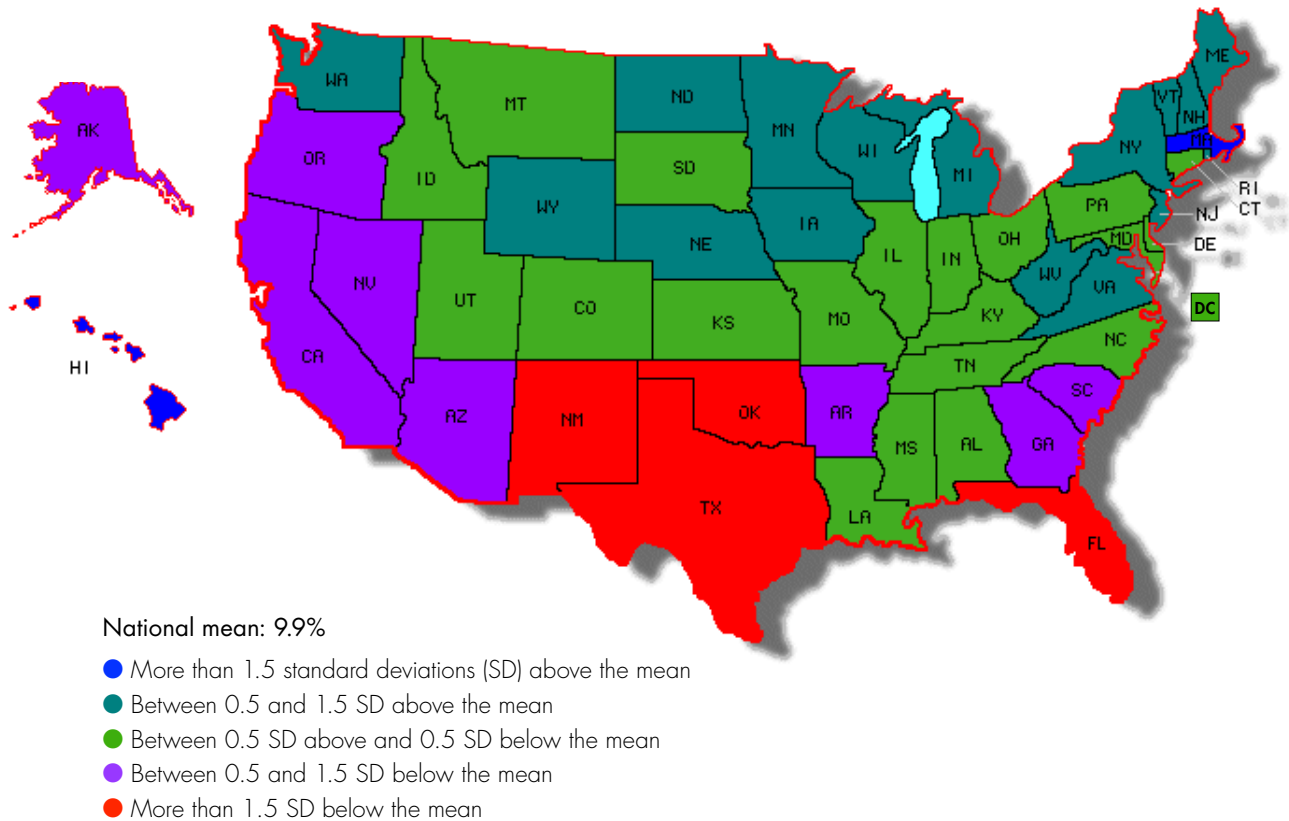 ME
WA
VT
MT
ND
NH
AK
MN
MA
OR
WI
NY
ID
SD
MI
RI
WY
PA
CT
NJ
IA
NE
OH
MD
DE
IL
IN
WV
NV
UT
VA
CO
DC
KS
MO
KY
CA
NC
HI
TN
SC
AZ
NM
OK
AR
MS
AL
GA
TX
LA
FL
National mean: 9.9%
More than 1.5 standard deviations (SD) above the mean
Between 0.5 and 1.5 SD above the mean
Between 0.5 SD above and 0.5 SD below the mean
Between 0.5 and 1.5 SD below the mean
More than 1.5 SD below the mean